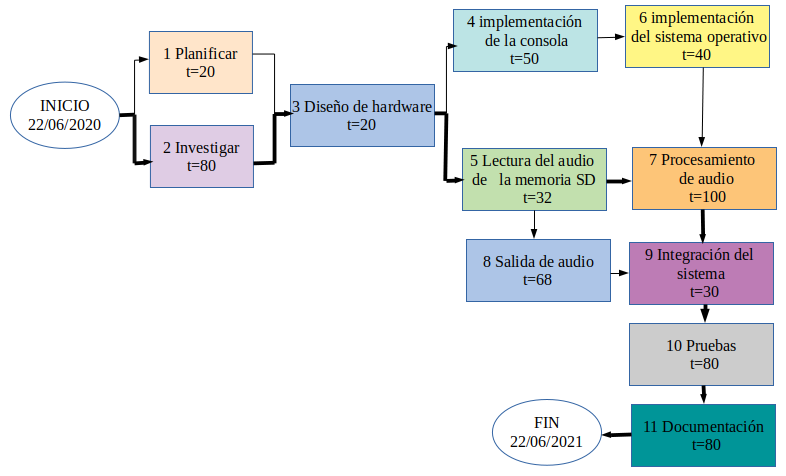 INICIO
22/06/2020
1 Planificar
t=20
2 Investigar
t=80
3 Diseño de hardware
t=20
4 implementación
de la consola
t=50
6 implementación
del sistema operativo
t=40
5 Lectura del audio
de la memoria SD
t=32
7 Procesamiento
de audio
t=100
8 Salida de audio
t=68
9 Integración del
sistema
t=30
10 Pruebas
t=80
11 Documentación
t=80
FIN
22/06/2021